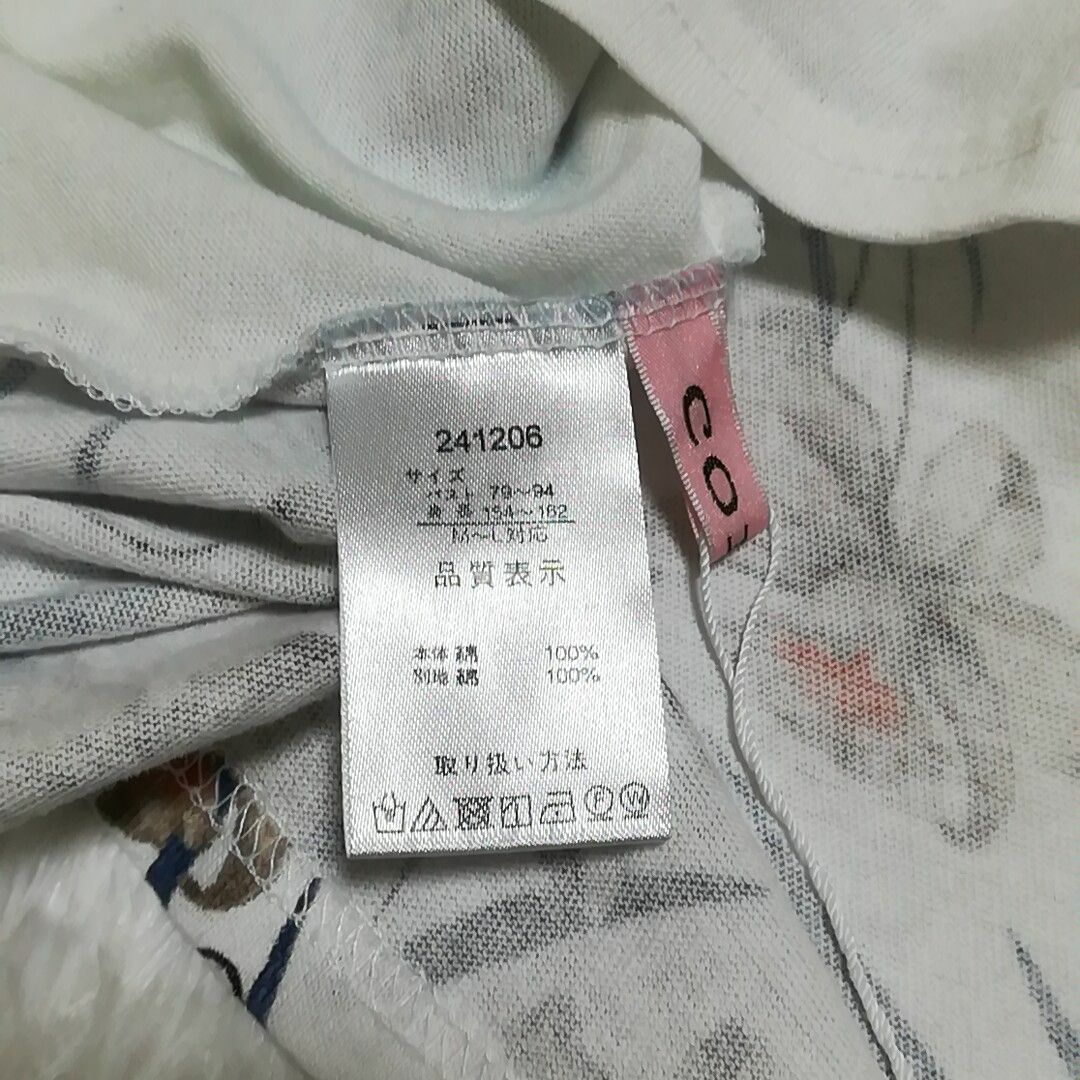 241206
サイズ
バスト 79～94
身長 154～162
M～L対応
品質表示
本体 綿 100%
別地 綿 100%
取り扱い方法
CO